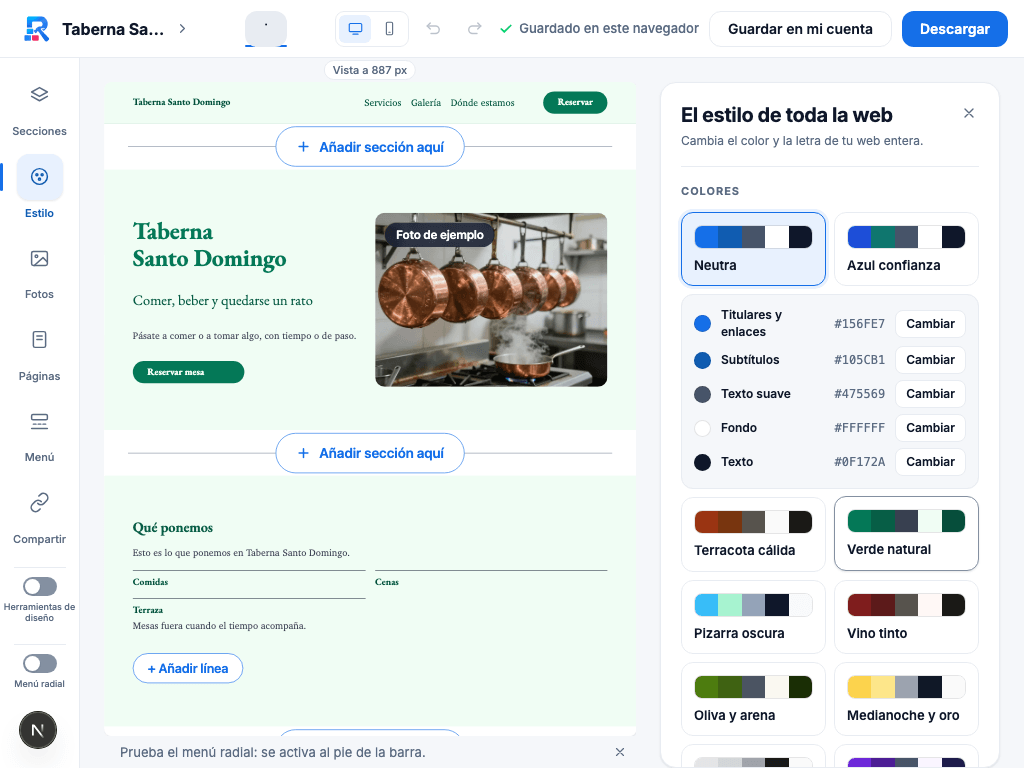 Taberna Sa...
Guardado en este navegador
Guardar en mi cuenta
Descargar
Vista a 887 px
Secciones
Estilo
Fotos
Páginas
Menú
Compartir
Herramientas de
diseño
Menú radial
N
Taberna Santo Domingo
Servicios Galería Dónde estamos
Reservar
+ Añadir sección aquí
Taberna
Santo Domingo
Comer, beber y quedarse un rato
Pásate a comer o a tomar algo, con tiempo o de paso.
Reservar mesa
Foto de ejemplo
+ Añadir sección aquí
Qué ponemos
Esto es lo que ponemos en Taberna Santo Domingo.
Comidas
Cenas
Terraza
Mesas fuera cuando el tiempo acompaña.
+ Añadir línea
Prueba el menú radial: se activa al pie de la barra.
El estilo de toda la web
Cambia el color y la letra de tu web entera.
COLORES
Neutra
Azul confianza
Titulares y
enlaces
#156FE7
Cambiar
Subtítulos
#105CB1
Cambiar
Texto suave
#475569
Cambiar
Fondo
#FFFFFF
Cambiar
Texto
#0F172A
Cambiar
Terracota cálida
Verde natural
Pizarra oscura
Vino tinto
Oliva y arena
Medianoche y oro